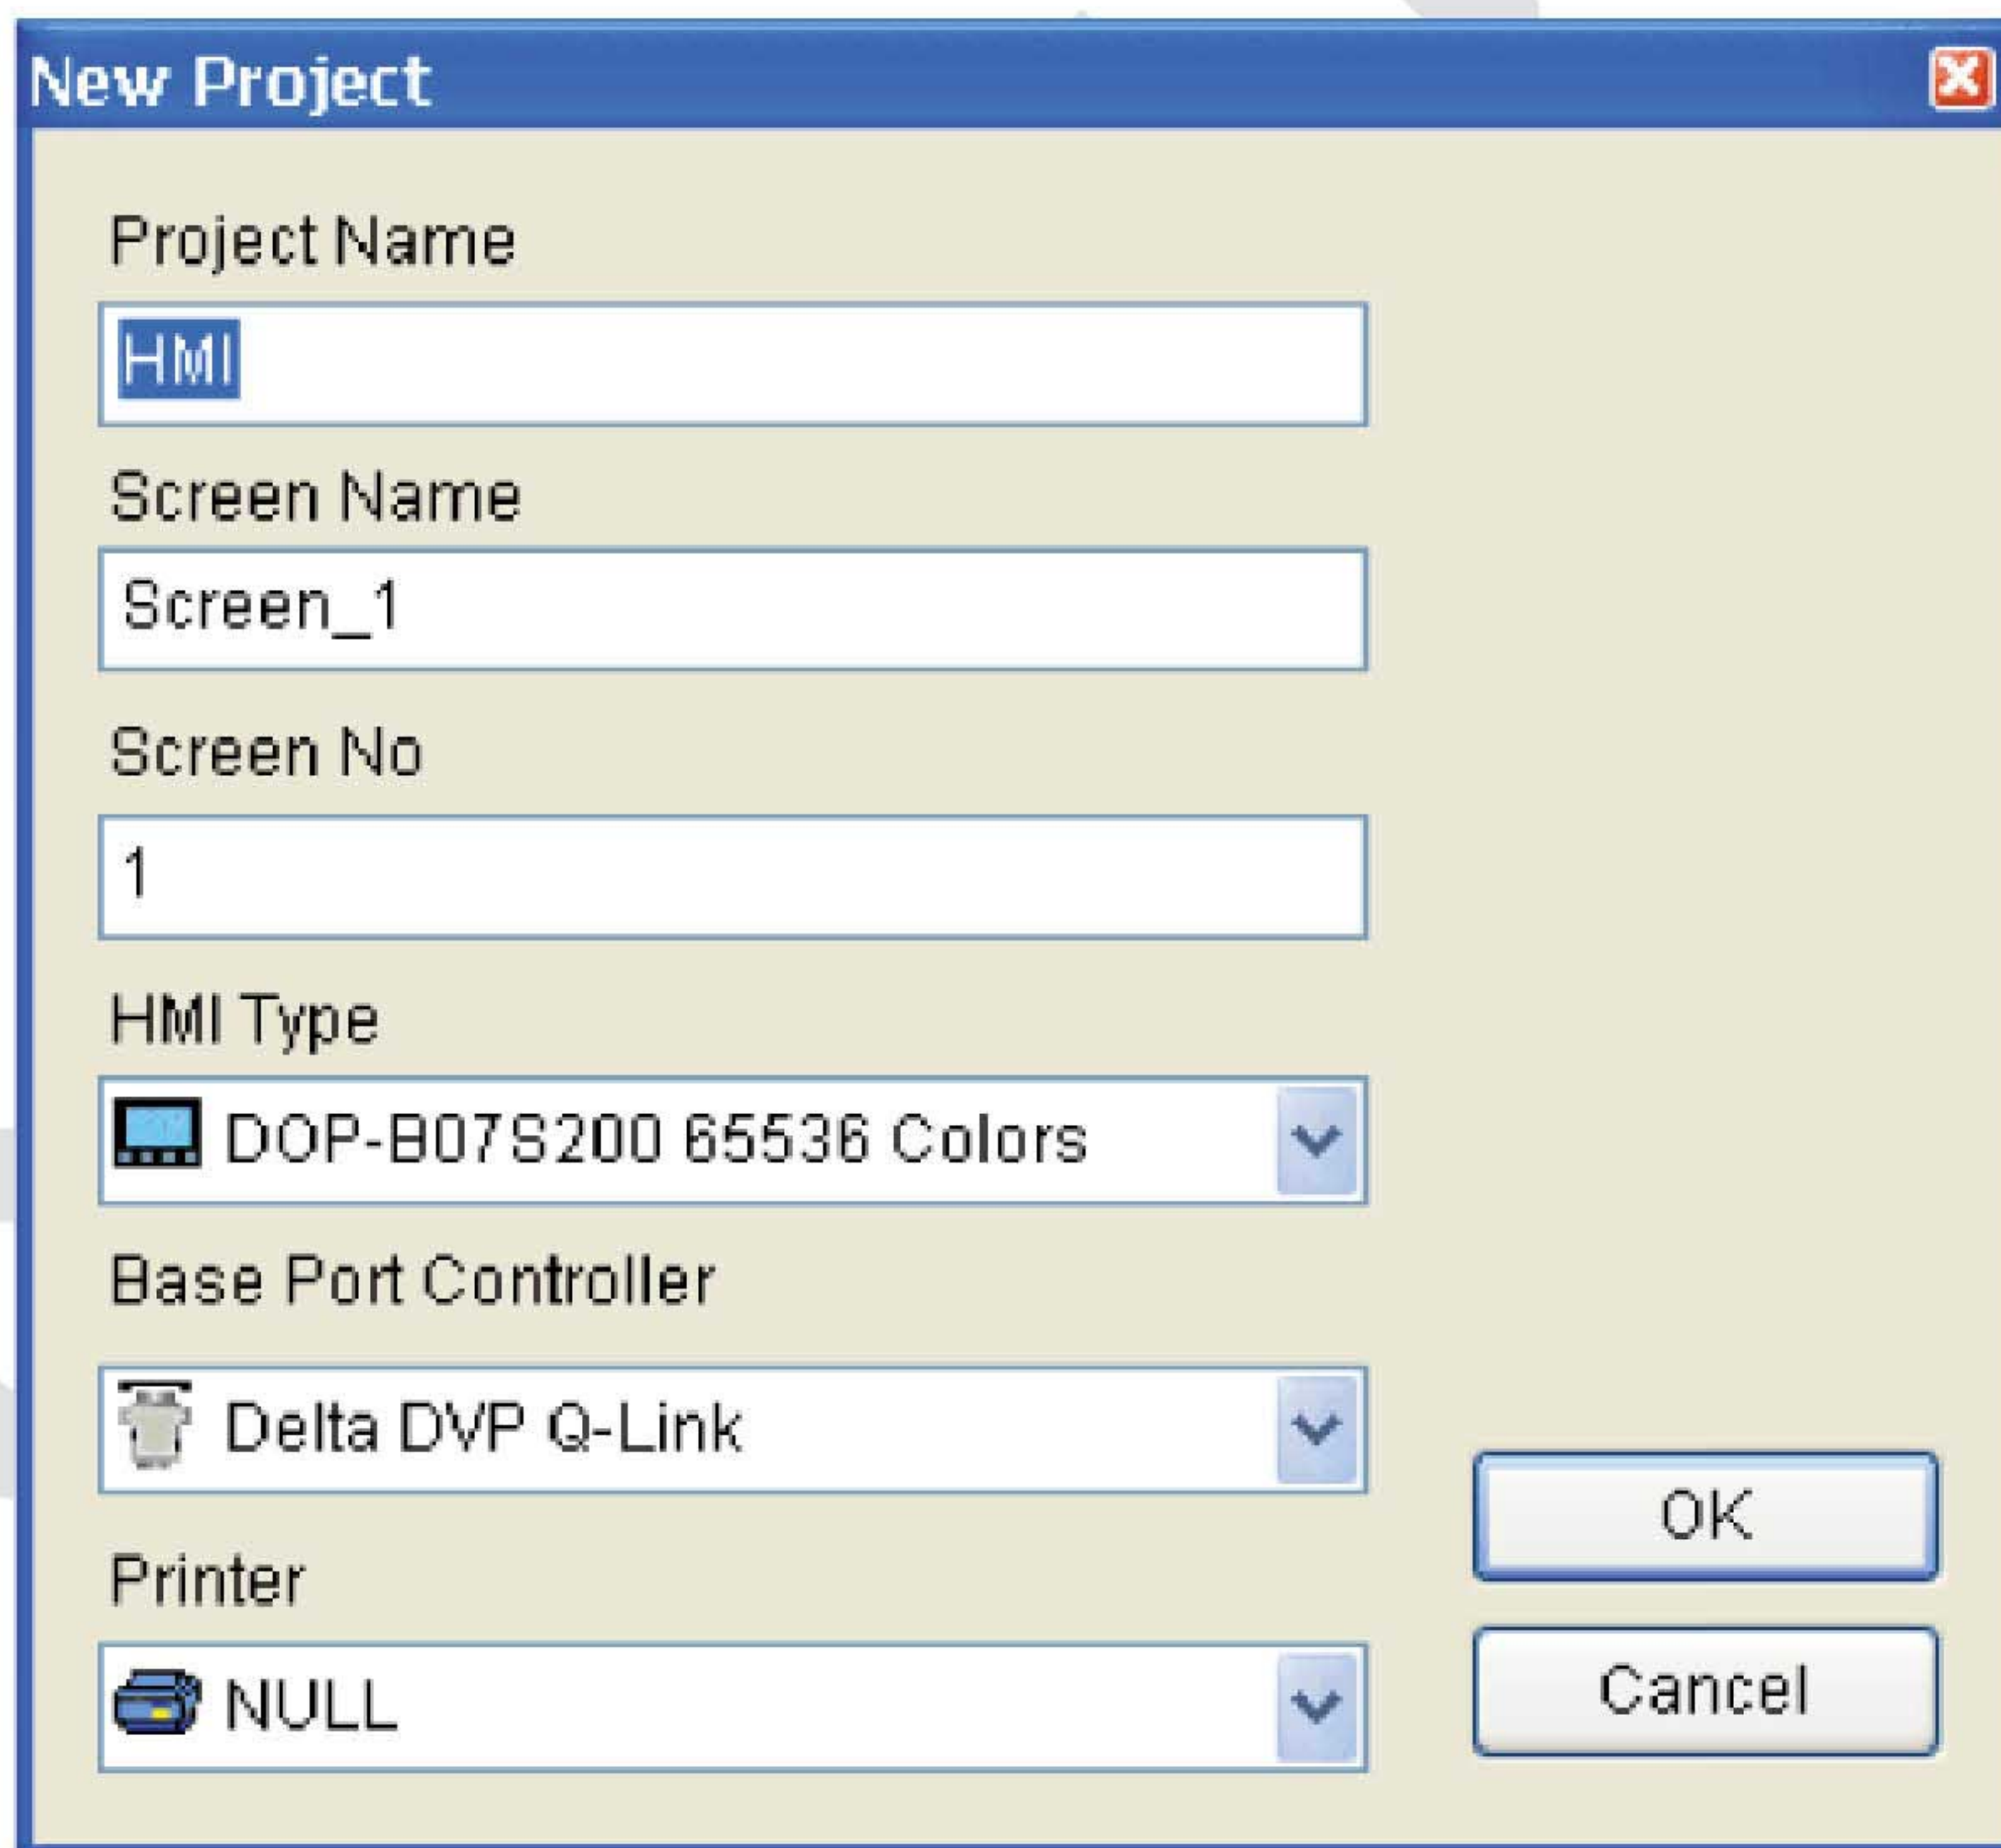 New Project
Project Name
HMI
Screen Name
Screen_1
Screen No
1
HMI Type
DOP-B07S200 65536 Colors
Base Port Controller
Delta DVP Q-Link
Printer
NULL
OK
Cancel